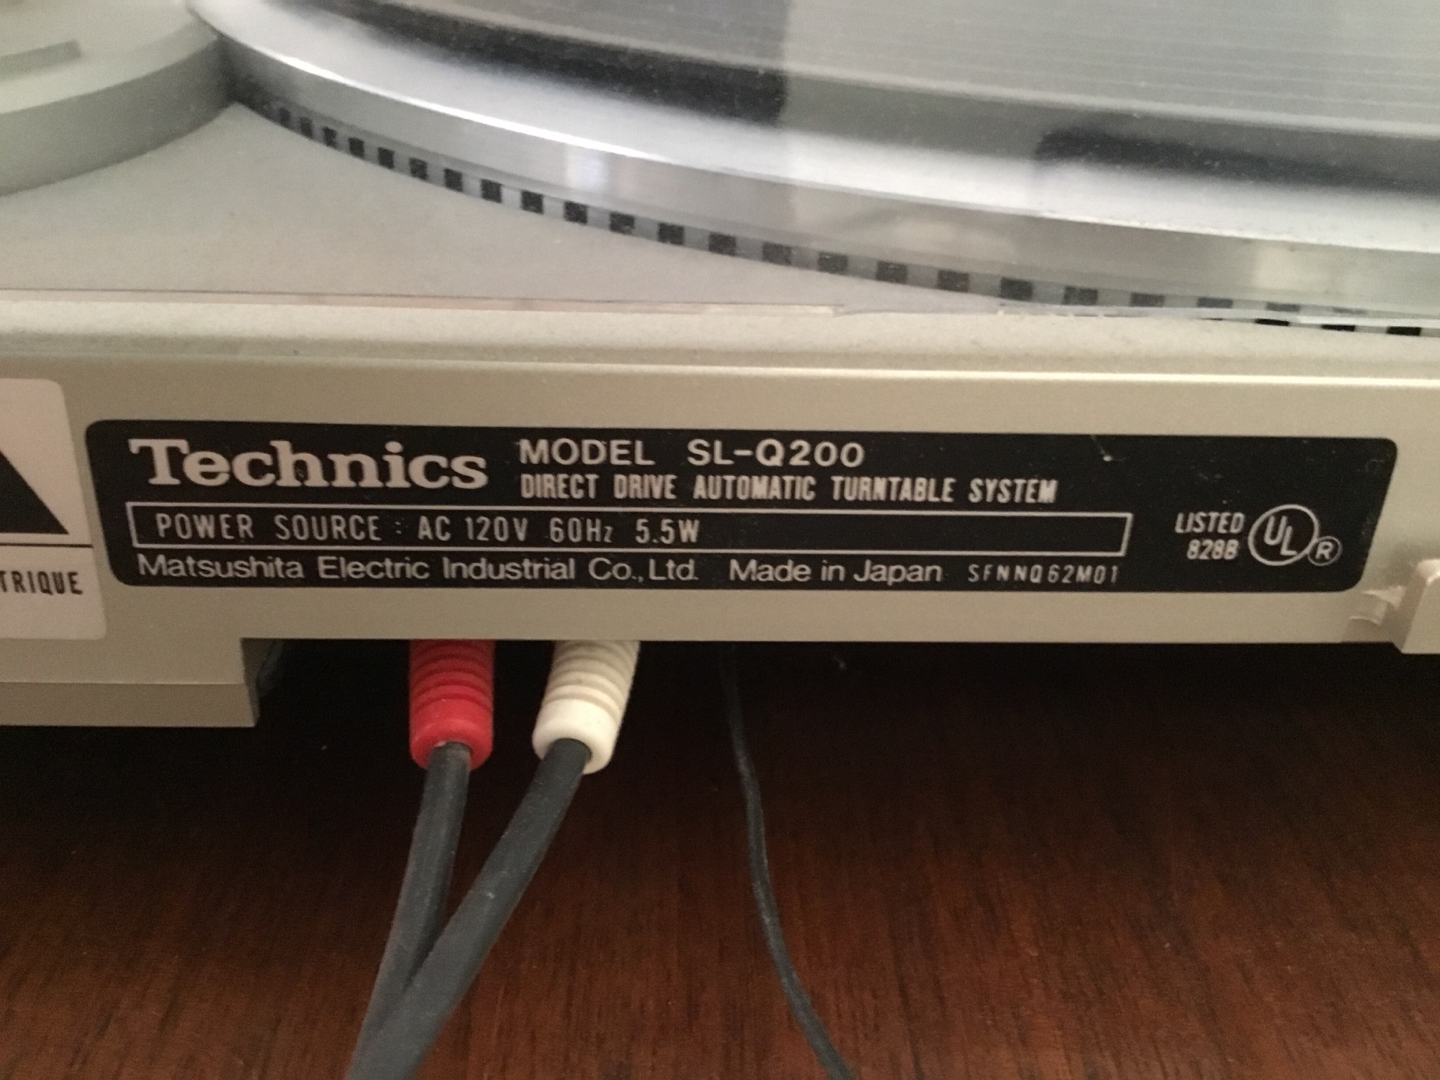 Technics MODEL SL-Q200
DIRECT DRIVE AUTOMATIC TURNTABLE SYSTEM
POWER SOURCE : AC 120V 60Hz 5.5W
LISTED UL ®
828B
Matsushita Electric Industrial Co., Ltd. Made in Japan SFNNQ62M01
TRIQUE